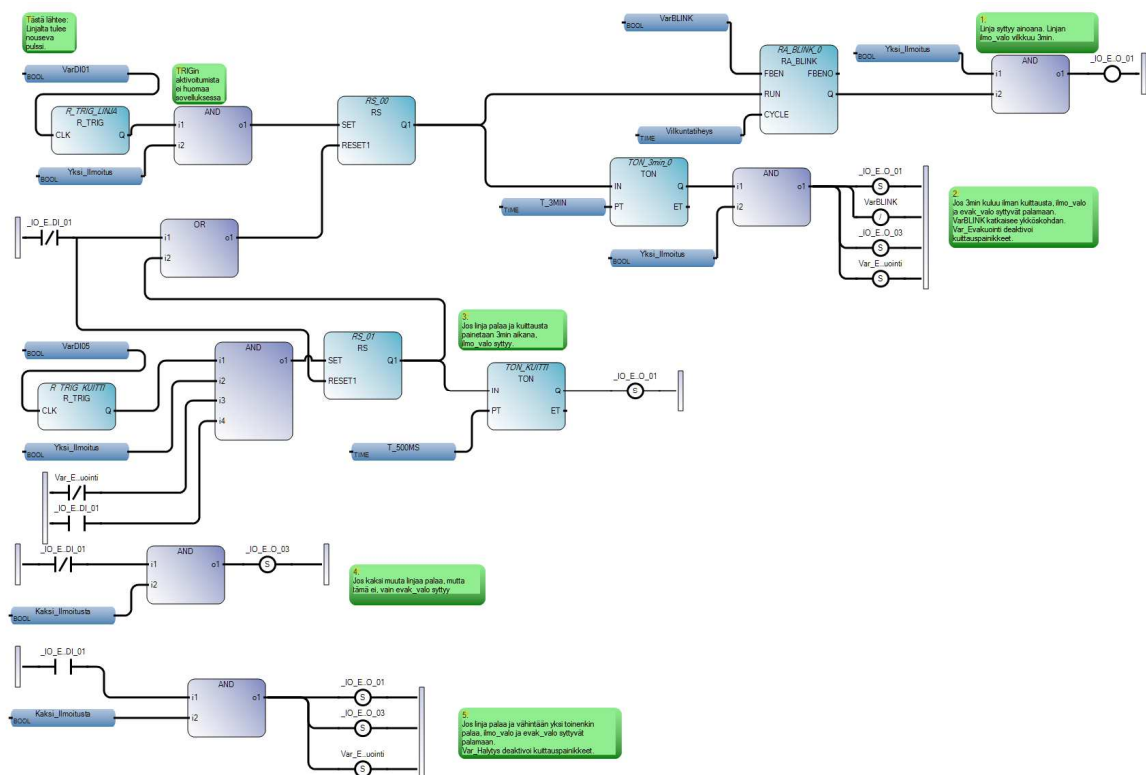 Tästä lähtee:
Linjalta tulee
nouseva
pulssi.
VarDI01
BOOL
R_TRIG_LINJA
R_TRIG
CLK Q
TRIGin
aktivoitumista
ei huomaa
sovelluksessa
AND
i1 o1
i2
Yksi_Ilmoitus
BOOL
RS_00
RS
SET Q1
RESET1
VarBLINK
BOOL
RA_BLINK_0
RA_BLINK
FBEN FBENO
RUN Q
CYCLE
Vilkuntatiheys
TIME
1.
Linja syttyy ainoana. Linjan
ilmo_valo vilkkuu 3min.
Yksi_Ilmoitus
BOOL
AND
i1 o1
i2
_IO_E..O_01
TON_3min_0
TON
IN Q
PT ET
T_3MIN
TIME
AND
i1 o1
i2
Yksi_Ilmoitus
BOOL
_IO_E..O_01
S
VarBLINK
/
_IO_E..O_03
S
Var_E..uointi
S
2.
Jos 3min kuluu ilman kuittausta, ilmo_valo
ja evak_valo syttyvät palamaan.
VarBLINK katkaisee ykköskohdan.
Var_Evakuointi deaktivoi
kuittauspainikkeet.
_IO_E..DI_01
OR
i1 o1
i2
VarDI05
BOOL
R_TRIG_KUITTI
R_TRIG
CLK Q
Yksi_Ilmoitus
BOOL
AND
i1 o1
i2
i3
i4
Var_E..uointi
_IO_E..DI_01
RS_01
RS
SET Q1
RESET1
3.
Jos linja palaa ja kuittausta
painetaan 3min aikana,
ilmo_valo syttyy.
TON_KUITTI
TON
IN Q
PT ET
T_500MS
TIME
_IO_E..O_01
S
_IO_E..DI_01
AND
i1 o1
i2
Kaksi_Ilmoitusta
BOOL
_IO_E..O_03
S
4.
Jos kaksi muuta linjaa palaa, mutta
tämä ei, vain evak_valo syttyy
_IO_E..DI_01
AND
i1 o1
i2
Kaksi_Ilmoitusta
BOOL
_IO_E..O_01
S
_IO_E..O_03
S
Var_E..uointi
S
5.
Jos linja palaa ja vähintään yksi toinenkin
palaa, ilmo_valo ja evak_valo syttyvät
palamaan.
Var_Halytys deaktivoi kuittauspainikkeet.